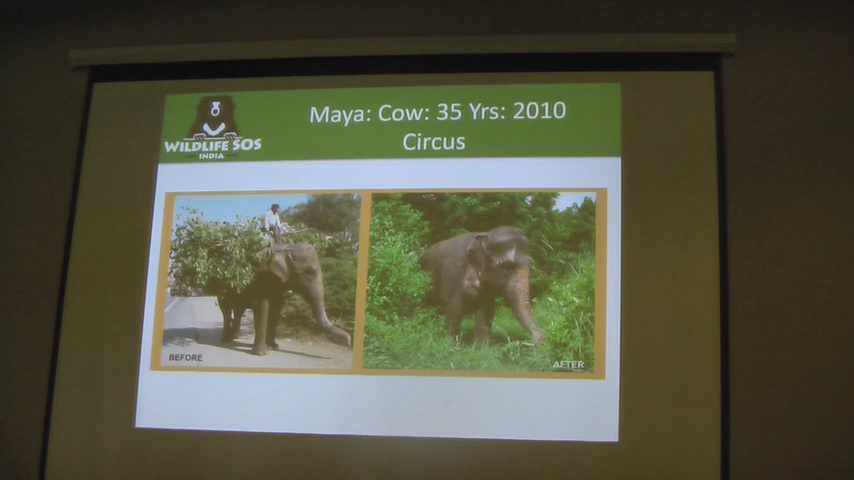 Maya: Cow: 35 Yrs: 2010
Circus
WILDLIFE SOS
INDIA
BEFORE
AFTER